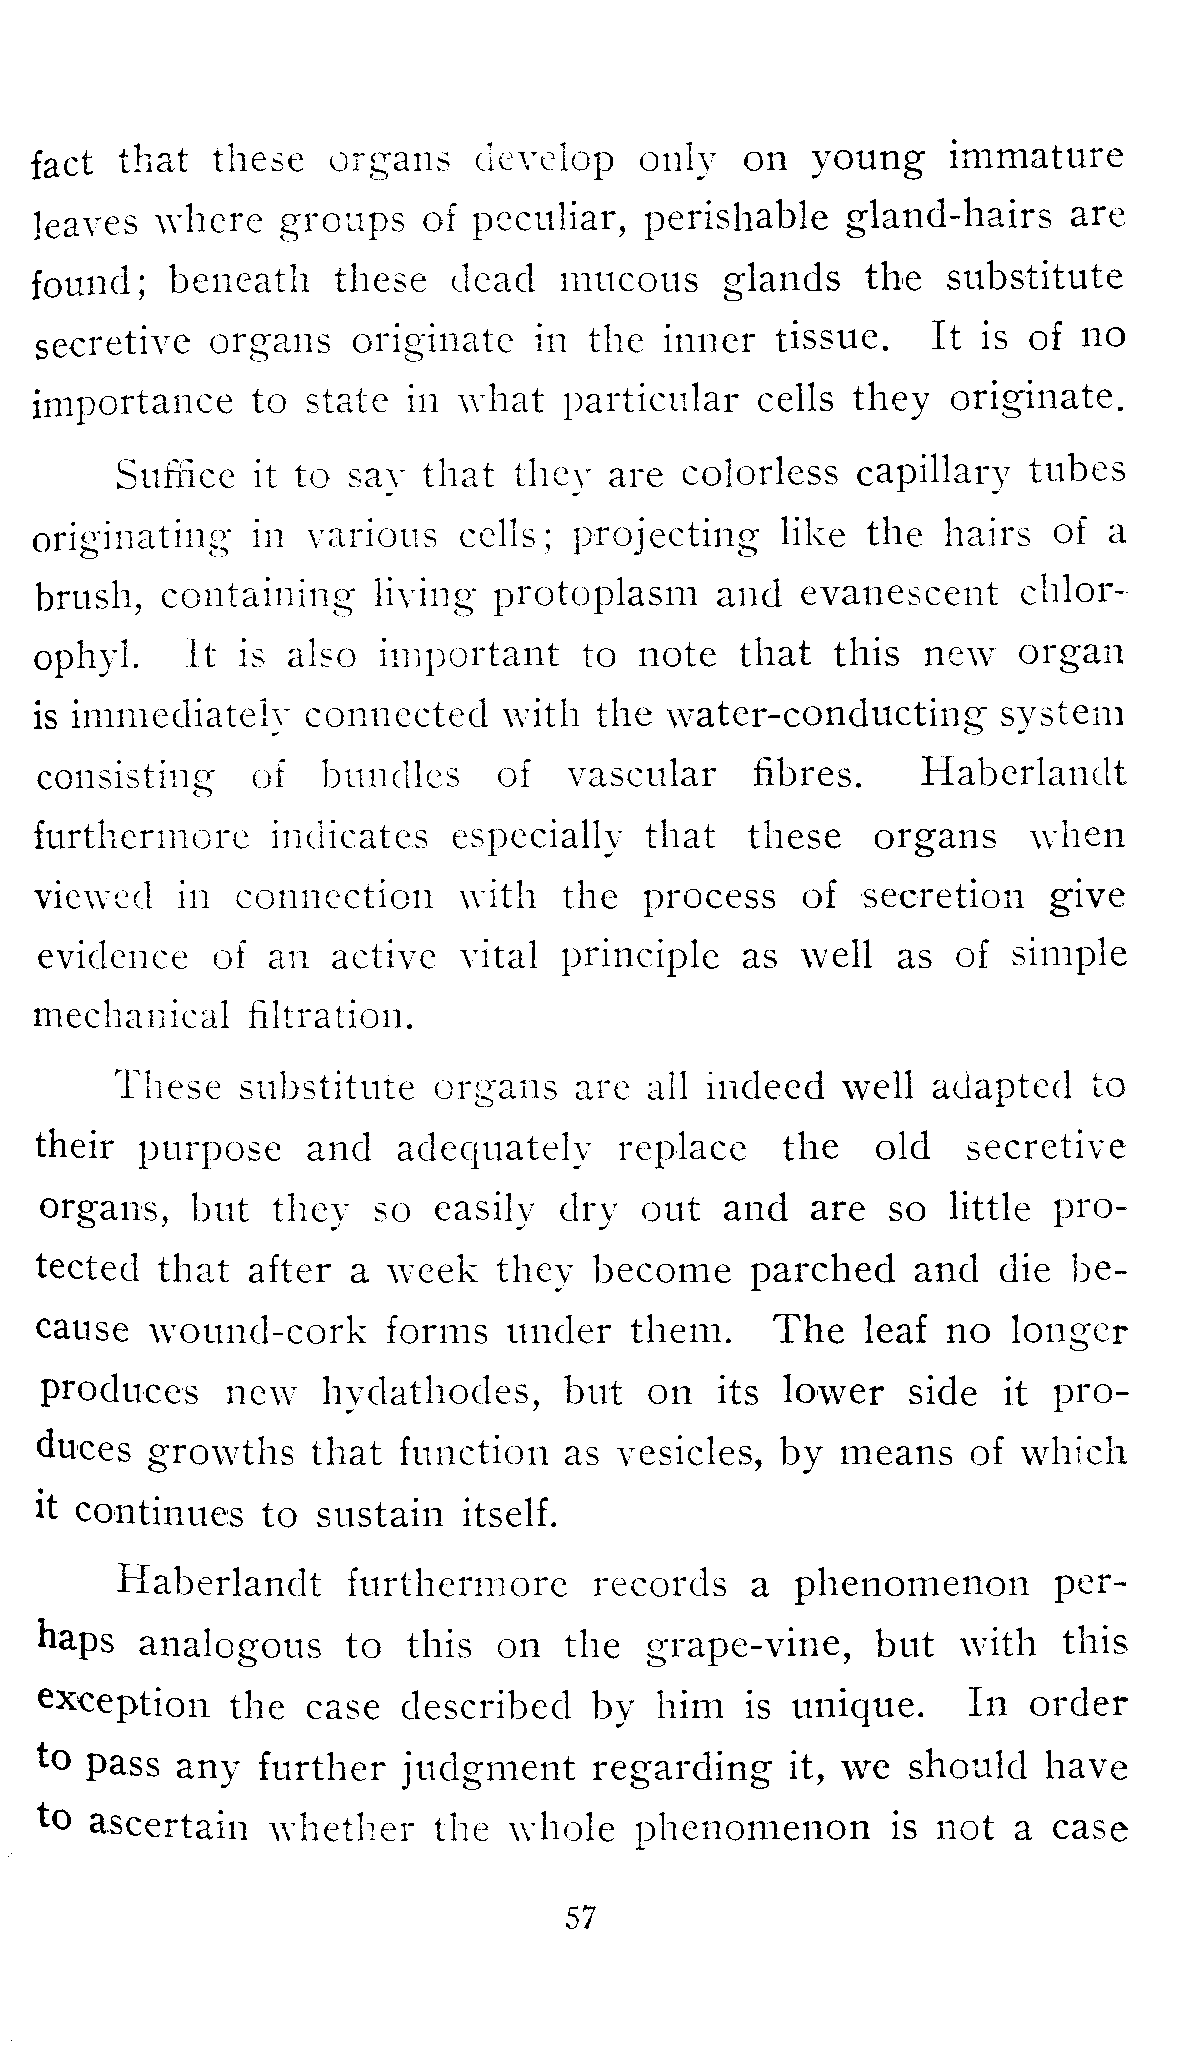 fact that these organs develop only on young immature
leaves where groups of peculiar, perishable gland-hairs are
found; beneath these dead mucous glands the substitute
secretive organs originate in the inner tissue. It is of no
importance to state in what particular cells they originate.
Suffice it to say that they are colorless capillary tubes
originating in various cells; projecting like the hairs of a
brush, containing living protoplasm and evanescent chlor-
ophyl. It is also important to note that this new organ
is immediately connected with the water-conducting system
consisting of bundles of vascular fibres. Haberlandt
furthermore indicates especially that these organs when
viewed in connection with the process of secretion give
evidence of an active vital principle as well as of simple
mechanical filtration.
These substitute organs are all indeed well adapted to
their purpose and adequately replace the old secretive
organs, but they so easily dry out and are so little pro-
tected that after a week they become parched and die be-
cause wound-cork forms under them. The leaf no longer
produces new hydathodes, but on its lower side it pro-
duces growths that function as vesicles, by means of which
it continues to sustain itself.
Haberlandt furthermore records a phenomenon per-
haps analogous to this on the grape-vine, but with this
exception the case described by him is unique. In order
to pass any further judgment regarding it, we should have
to ascertain whether the whole phenomenon is not a case
57